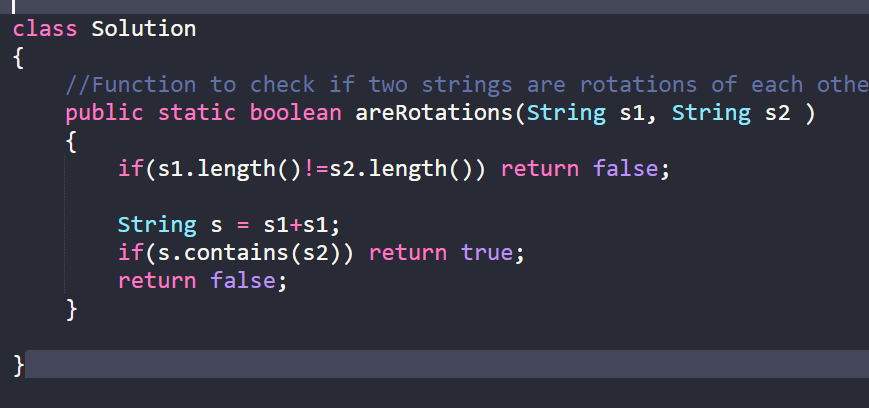 class Solution
{
//Function to check if two strings are rotations of each othe
public static boolean areRotations(String s1, String s2 )
{
if(s1.length()!=s2.length()) return false;
String s = s1+s1;
if(s.contains(s2)) return true;
return false;
}
}